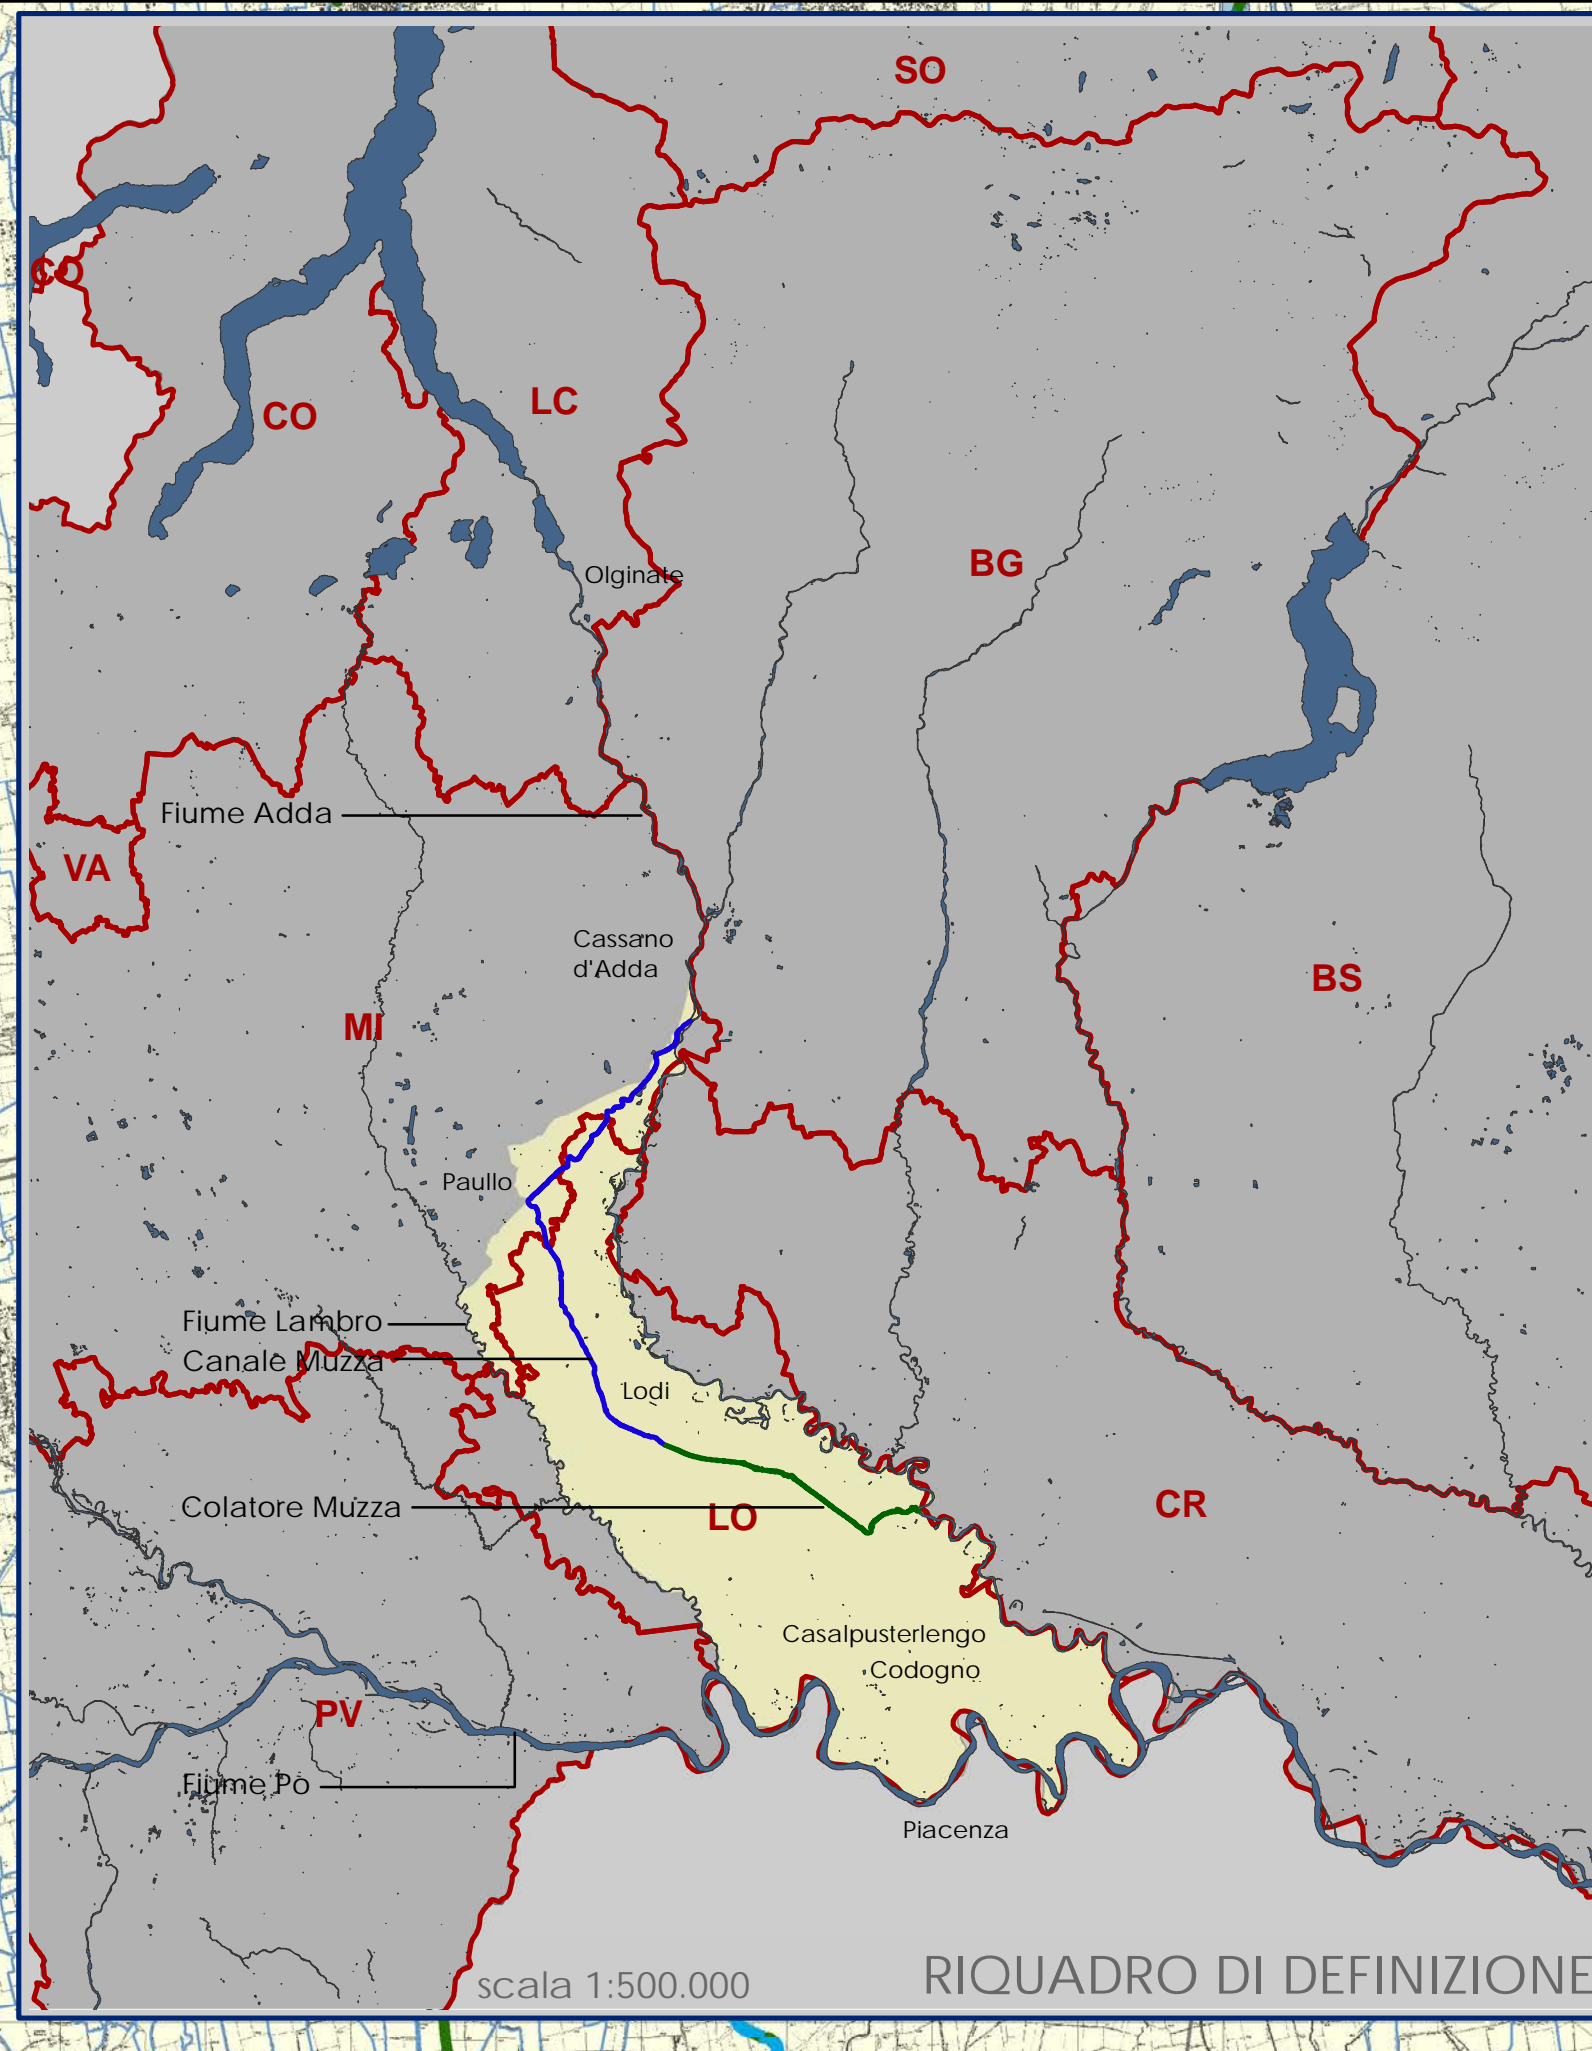 SO
CO
CO
LC
BG
Olginate
Fiume Adda
VA
Cassano
d'Adda
BS
MI
Paullo
Fiume Lambro
Canale Muzza
Lodi
Colatore Muzza
LO
CR
Casalpusterlengo
Codogno
PV
Fiume Po
Piacenza
scala 1:500.000
RIQUADRO DI DEFINIZIONE